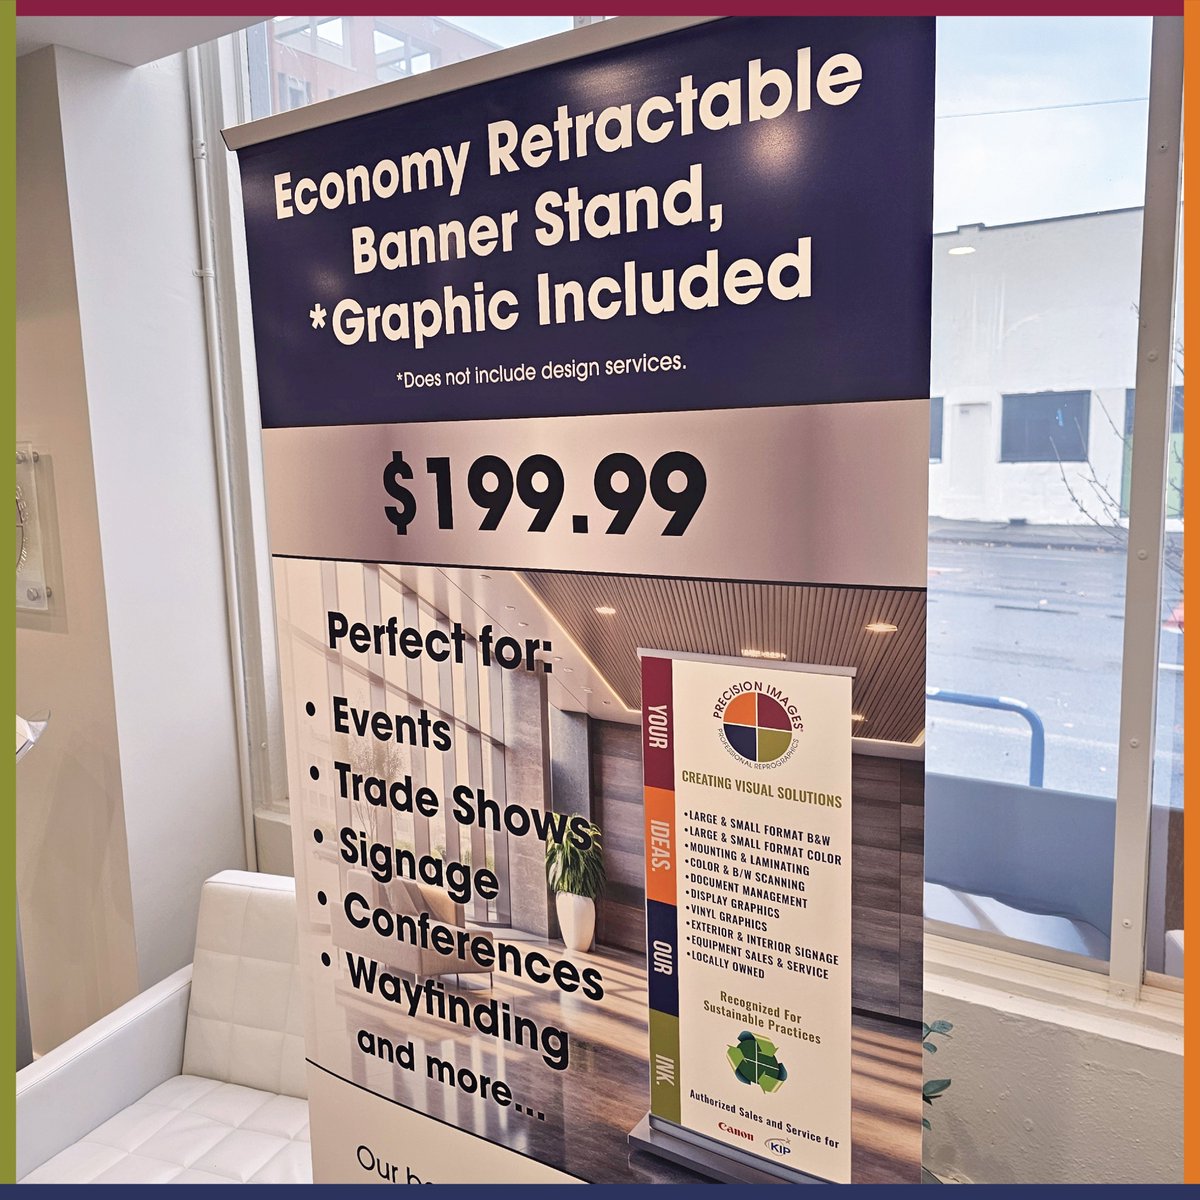 Economy Retractable
Banner Stand,
*Graphic Included
*Does not include design services.
$199.99
Perfect for:
• Events
• Trade Shows
• Signage
• Conferences
• Wayfinding
and more...
Our
YOUR
IDEAS.
OUR
INK.
PRECISION IMAGES
PROFESSIONAL REPROGRAPHICS
CREATING VISUAL SOLUTIONS
•LARGE & SMALL FORMAT B&W
•LARGE & SMALL FORMAT COLOR
•MOUNTING & LAMINATING
•COLOR & B/W SCANNING
•DOCUMENT MANAGEMENT
•DISPLAY GRAPHICS
•VINYL GRAPHICS
•EXTERIOR & INTERIOR SIGNAGE
•EQUIPMENT SALES & SERVICE
•LOCALLY OWNED
Recognized For
Sustainable Practices
Authorized Sales and Service for
Canon
KIP